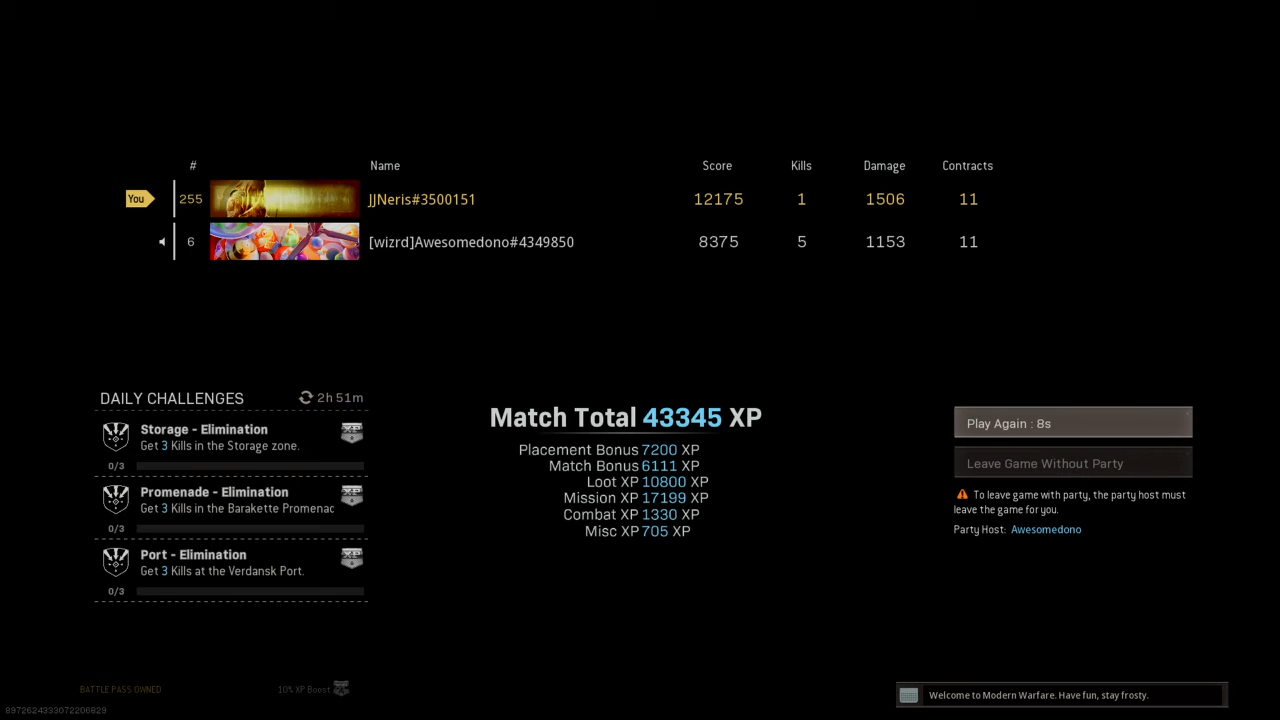 # Name Score Kills Damage Contracts
You 255 JJNeris#3500151 12175 1 1506 11
6 [wizrd]Awesomedono#4349850 8375 5 1153 11
DAILY CHALLENGES 2h 51m
Storage - Elimination
Get 3 Kills in the Storage zone.
0/3
Promenade - Elimination
Get 3 Kills in the Barakette Promenac
0/3
Port - Elimination
Get 3 Kills at the Verdansk Port.
0/3
Match Total 43345 XP
Placement Bonus 7200 XP
Match Bonus 6111 XP
Loot XP 10800 XP
Mission XP 17199 XP
Combat XP 1330 XP
Misc XP 705 XP
Play Again : 8s
Leave Game Without Party
To leave game with party, the party host must
leave the game for you.
Party Host: Awesomedono
BATTLE PASS OWNED
10% XP Boost
Welcome to Modern Warfare. Have fun, stay frosty.
8972624333072206829